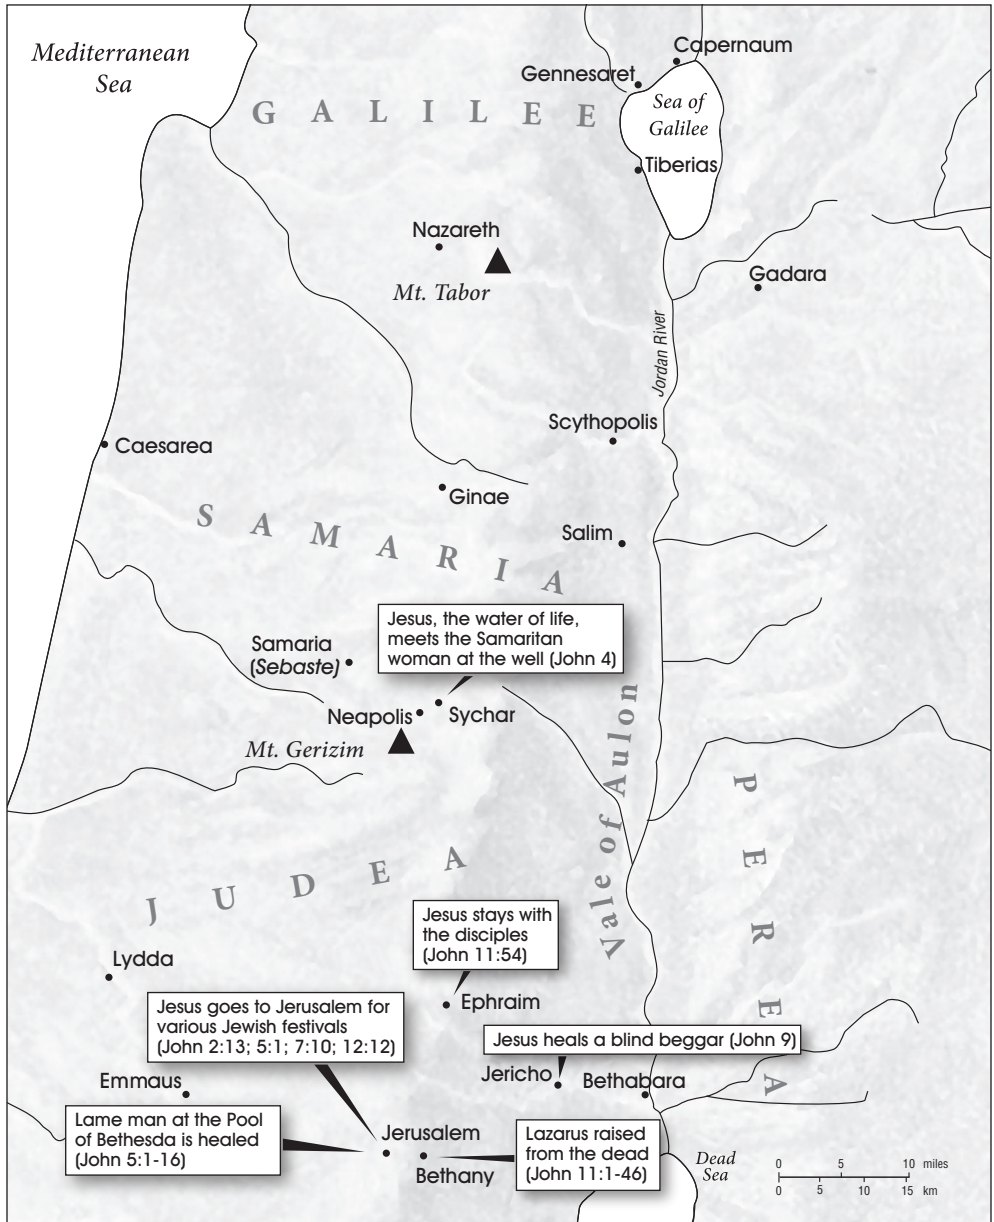 Mediterranean
Sea
Capernaum
Gennesaret
Sea of
Galilee
GALILEE
Tiberias
Nazareth
Mt. Tabor
Gadara
Jordan River
Scythopolis
Caesarea
Ginae
SAMARIA
Salim
Jesus, the water of life,
meets the Samaritan
woman at the well (John 4)
Samaria
(Sebaste)
Neapolis
Sychar
Mt. Gerizim
Vale of Aulon
PEREA
JUDEA
Jesus stays with
the disciples
(John 11:54)
Lydda
Ephraim
Jesus goes to Jerusalem for
various Jewish festivals
(John 2:13; 5:1; 7:10; 12:12)
Jesus heals a blind beggar (John 9)
Jericho
Bethabara
Emmaus
Lame man at the Pool
of Bethesda is healed
(John 5:1-16)
Jerusalem
Bethany
Lazarus raised
from the dead
(John 11:1-46)
Dead
Sea
0 5 10 miles
0 5 10 15 km